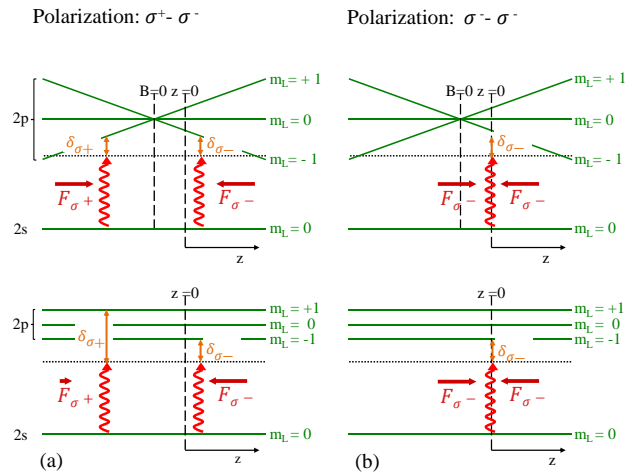 Polarization: σ⁺- σ⁻
Polarization: σ⁻- σ⁻
B=0 z=0
m_L= + 1
2p
m_L= 0
δ_σ+
δ_σ−
m_L= - 1
F_σ+
F_σ−
2s
m_L= 0
z
B=0 z=0
m_L= + 1
m_L= 0
δ_σ−
m_L= - 1
F_σ−
F_σ−
m_L= 0
z
z=0
m_L= +1
2p
m_L= 0
m_L= -1
δ_σ+
δ_σ−
F_σ+
F_σ−
2s
m_L= 0
(a)
z
z=0
m_L= +1
m_L= 0
m_L= -1
δ_σ−
F_σ−
F_σ−
m_L= 0
(b)
z